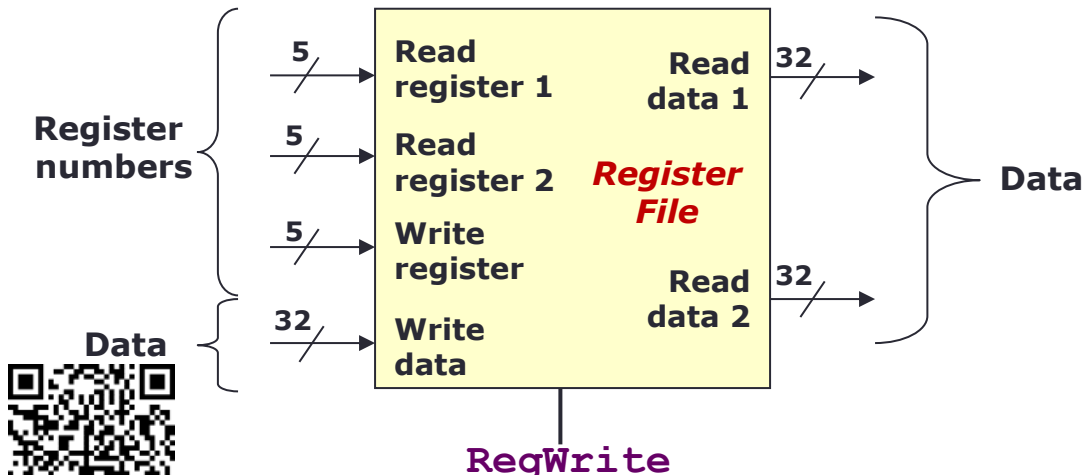 Register
numbers
Data
5
5
5
32
Read
register 1
Read
register 2
Write
register
Write
data
Register
File
Read
data 1
Read
data 2
32
32
Data
RegWrite